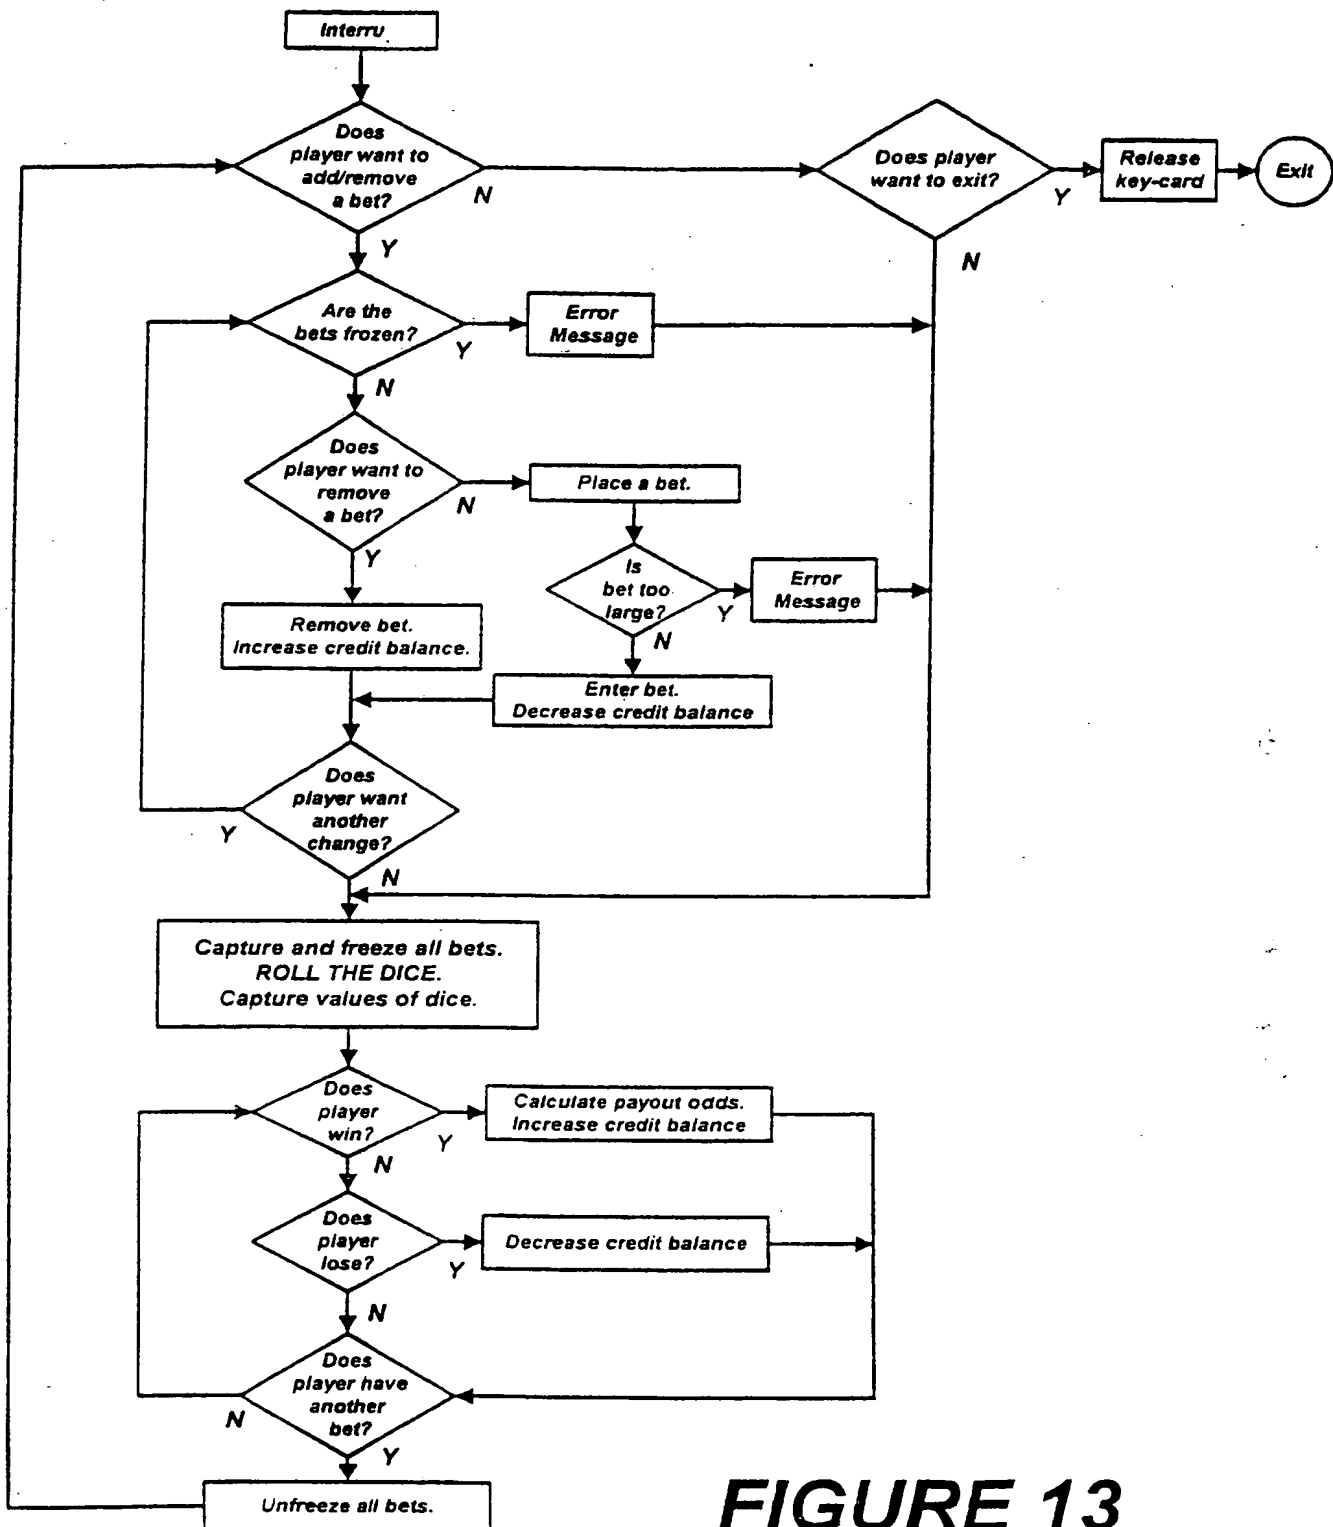 Interru
Does
player want to
add/remove
a bet?
N
Y
Does player
want to exit?
Y
N
Release
key-card
Exit
Are the
bets frozen?
Y
N
Error
Message
Does
player want to
remove
a bet?
N
Y
Place a bet.
Is
bet too
large?
Y
N
Error
Message
Remove bet.
Increase credit balance.
Enter bet.
Decrease credit balance
Does
player want
another
change?
Y
N
Capture and freeze all bets.
ROLL THE DICE.
Capture values of dice.
Does
player
win?
Y
N
Calculate payout odds.
Increase credit balance
Does
player
lose?
Y
N
Decrease credit balance
Does
player have
another
bet?
N
Y
Unfreeze all bets.
FIGURE 13